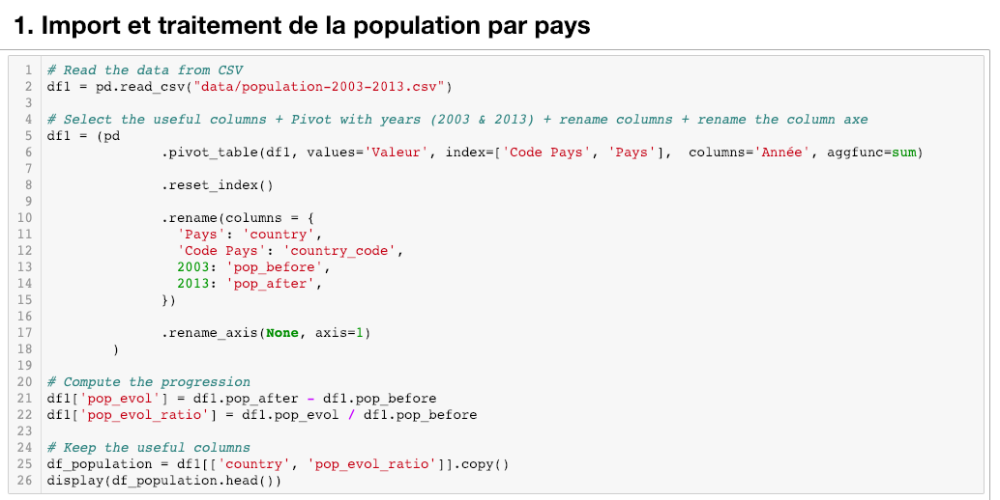 1. Import et traitement de la population par pays
1 # Read the data from CSV
2 df1 = pd.read_csv("data/population-2003-2013.csv")
3
4 # Select the useful columns + Pivot with years (2003 & 2013) + rename columns + rename the column axe
5 df1 = (pd
6 .pivot_table(df1, values='Valeur', index=['Code Pays', 'Pays'],  columns='Année', aggfunc=sum)
7
8 .reset_index()
9
10 .rename(columns = {
11 'Pays': 'country',
12 'Code Pays': 'country_code',
13 2003: 'pop_before',
14 2013: 'pop_after',
15 })
16
17 .rename_axis(None, axis=1)
18 )
19
20 # Compute the progression
21 df1['pop_evol'] = df1.pop_after - df1.pop_before
22 df1['pop_evol_ratio'] = df1.pop_evol / df1.pop_before
23
24 # Keep the useful columns
25 df_population = df1[['country', 'pop_evol_ratio']].copy()
26 display(df_population.head())